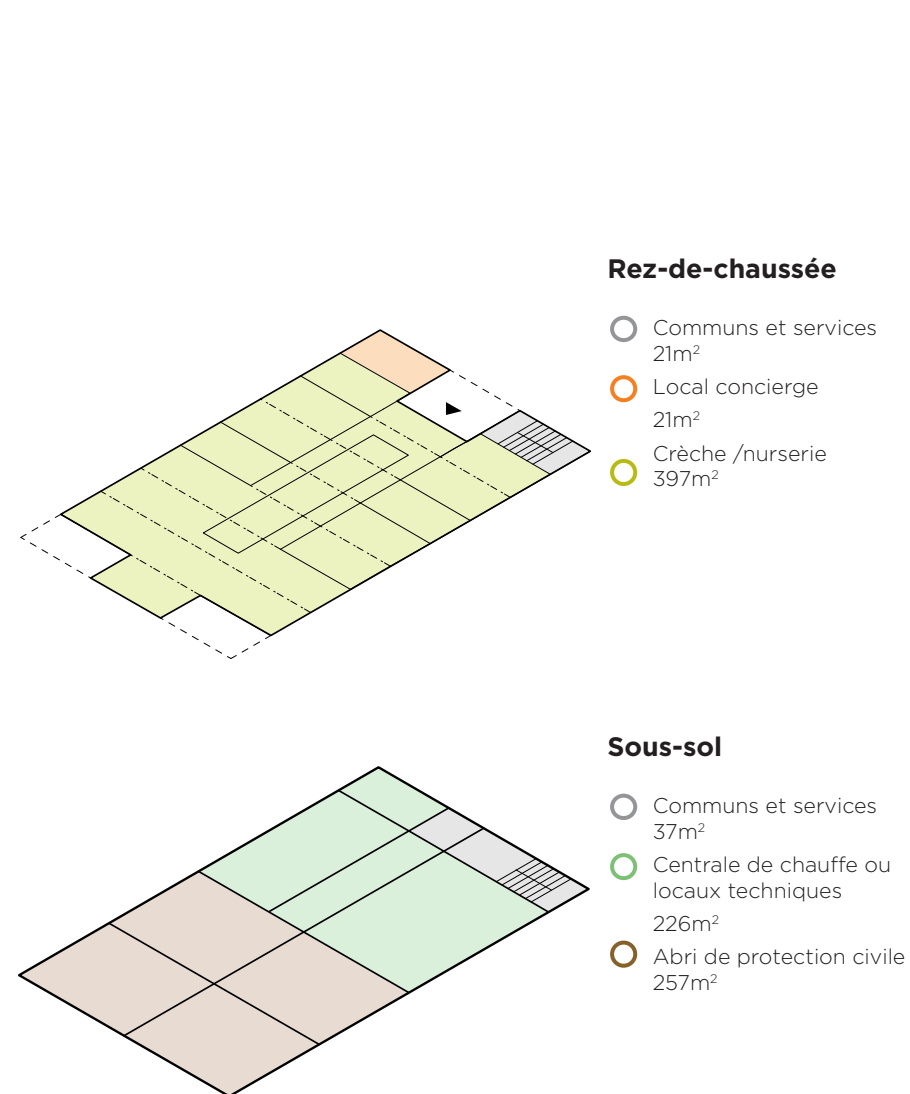 Rez-de-chaussée
Communs et services
21m²
Local concierge
21m²
Crèche /nurserie
397m²
Sous-sol
Communs et services
37m²
Centrale de chauffe ou
locaux techniques
226m²
Abri de protection civile
257m²